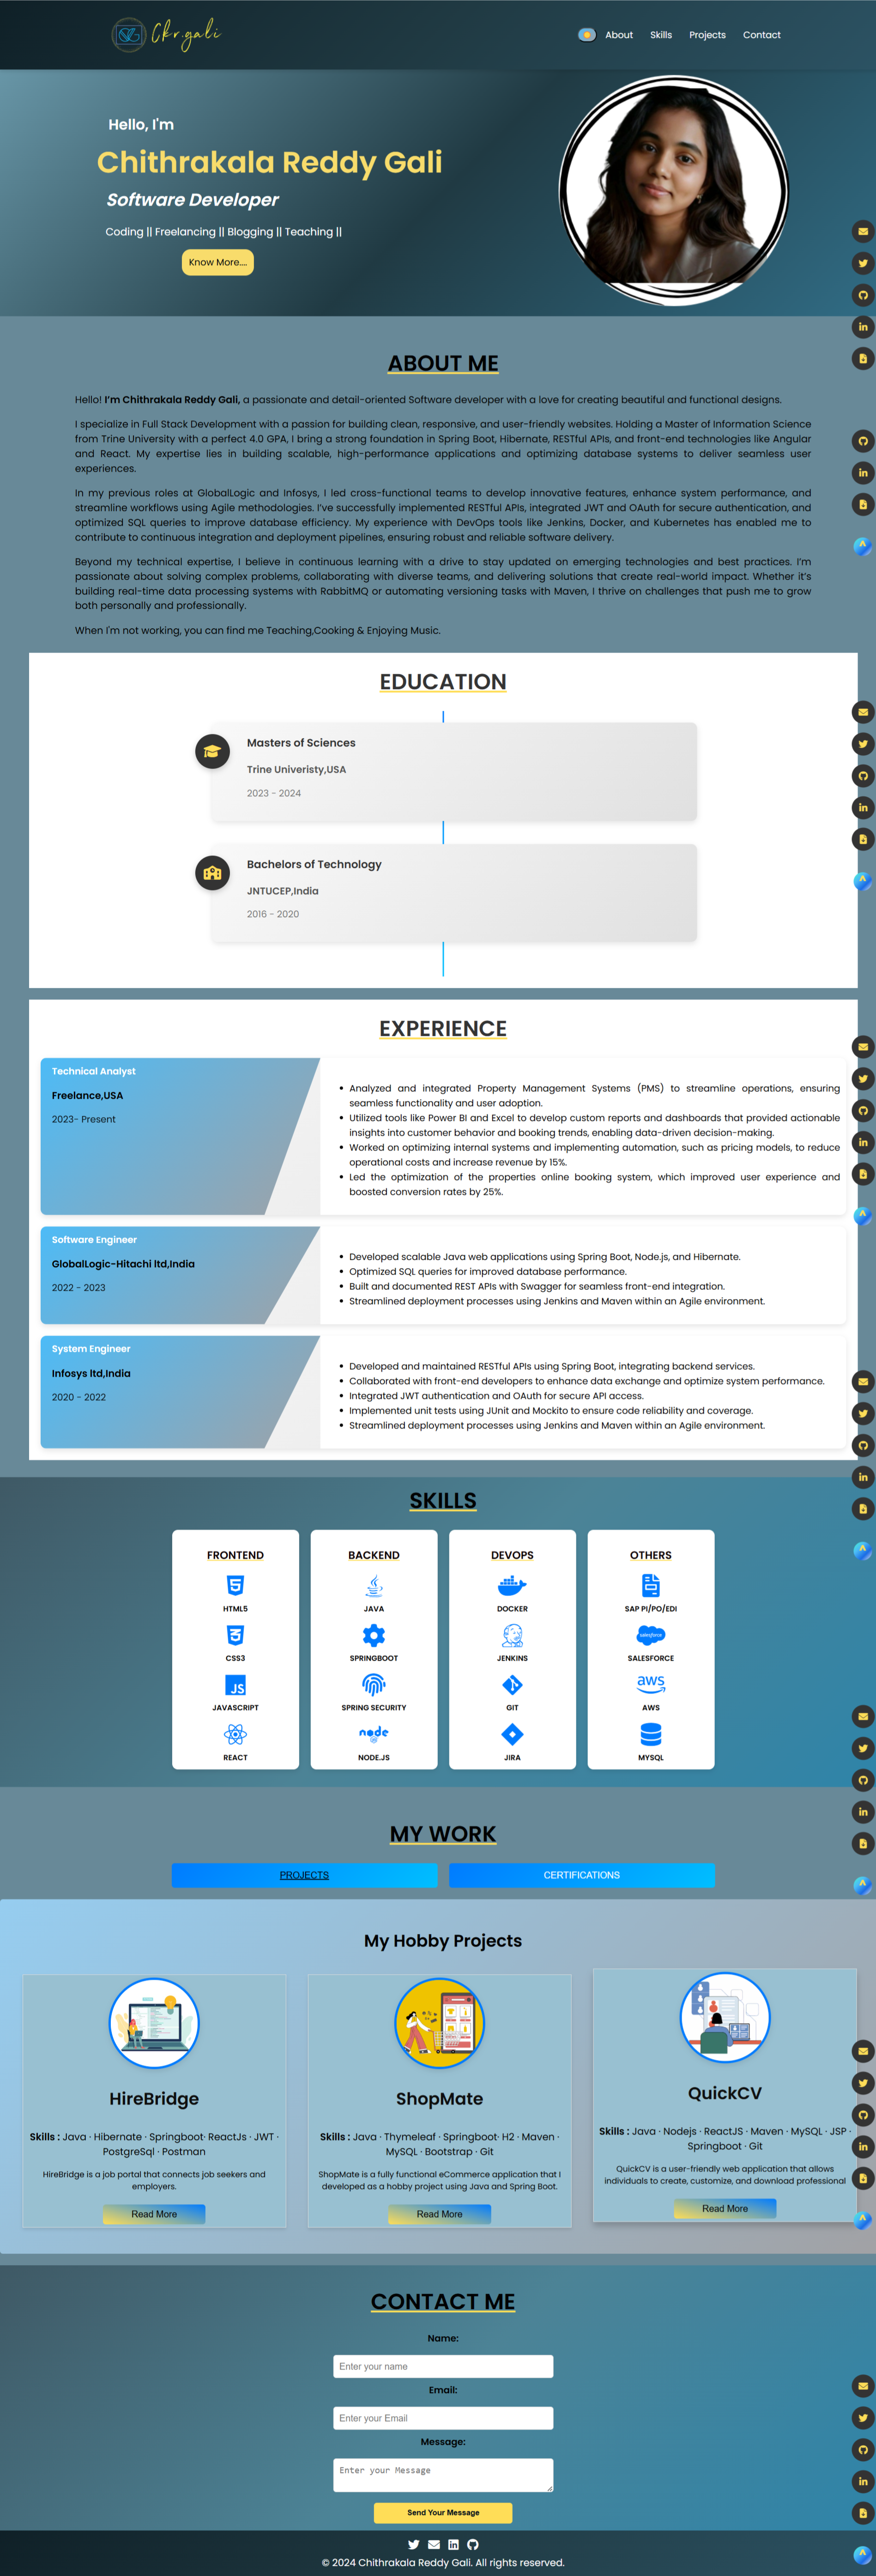 Ckr.gali
About Skills Projects Contact
Hello, I'm
Chithrakala Reddy Gali
Software Developer
Coding || Freelancing || Blogging || Teaching ||
Know More....
ABOUT ME
Hello! I'm Chithrakala Reddy Gali, a passionate and detail-oriented Software developer with a love for creating beautiful and functional designs.
I specialize in Full Stack Development with a passion for building clean, responsive, and user-friendly websites. Holding a Master of Information Science
from Trine University with a perfect 4.0 GPA, I bring a strong foundation in Spring Boot, Hibernate, RESTful APIs, and front-end technologies like Angular
and React. My expertise lies in building scalable, high-performance applications and optimizing database systems to deliver seamless user
experiences.
In my previous roles at GlobalLogic and Infosys, I led cross-functional teams to develop innovative features, enhance system performance, and
streamline workflows using Agile methodologies. I've successfully implemented RESTful APIs, integrated JWT and OAuth for secure authentication, and
optimized SQL queries to improve database efficiency. My experience with DevOps tools like Jenkins, Docker, and Kubernetes has enabled me to
contribute to continuous integration and deployment pipelines, ensuring robust and reliable software delivery.
Beyond my technical expertise, I believe in continuous learning with a drive to stay updated on emerging technologies and best practices. I'm
passionate about solving complex problems, collaborating with diverse teams, and delivering solutions that create real-world impact. Whether it's
building real-time data processing systems with RabbitMQ or automating versioning tasks with Maven, I thrive on challenges that push me to grow
both personally and professionally.
When I'm not working, you can find me Teaching,Cooking & Enjoying Music.
EDUCATION
Masters of Sciences
Trine Univeristy,USA
2023 - 2024
Bachelors of Technology
JNTUCEP,India
2016 - 2020
EXPERIENCE
Technical Analyst
Freelance,USA
2023- Present
• Analyzed and integrated Property Management Systems (PMS) to streamline operations, ensuring
seamless functionality and user adoption.
• Utilized tools like Power BI and Excel to develop custom reports and dashboards that provided actionable
insights into customer behavior and booking trends, enabling data-driven decision-making.
• Worked on optimizing internal systems and implementing automation, such as pricing models, to reduce
operational costs and increase revenue by 15%.
• Led the optimization of the properties online booking system, which improved user experience and
boosted conversion rates by 25%.
Software Engineer
GlobalLogic-Hitachi ltd,India
2022 - 2023
• Developed scalable Java web applications using Spring Boot, Node.js, and Hibernate.
• Optimized SQL queries for improved database performance.
• Built and documented REST APIs with Swagger for seamless front-end integration.
• Streamlined deployment processes using Jenkins and Maven within an Agile environment.
System Engineer
Infosys ltd,India
2020 - 2022
• Developed and maintained RESTful APIs using Spring Boot, integrating backend services.
• Collaborated with front-end developers to enhance data exchange and optimize system performance.
• Integrated JWT authentication and OAuth for secure API access.
• Implemented unit tests using JUnit and Mockito to ensure code reliability and coverage.
• Streamlined deployment processes using Jenkins and Maven within an Agile environment.
SKILLS
FRONTEND
HTML5
CSS3
JS
JAVASCRIPT
REACT
BACKEND
JAVA
SPRINGBOOT
SPRING SECURITY
node
NODE.JS
DEVOPS
DOCKER
JENKINS
GIT
JIRA
OTHERS
SAP PI/PO/EDI
salesforce
SALESFORCE
aws
AWS
MYSQL
MY WORK
PROJECTS CERTIFICATIONS
My Hobby Projects
HireBridge
Skills : Java · Hibernate · Springboot· ReactJs · JWT ·
PostgreSql · Postman
HireBridge is a job portal that connects job seekers and
employers.
Read More
ShopMate
Skills : Java · Thymeleaf · Springboot· H2 · Maven ·
MySQL · Bootstrap · Git
ShopMate is a fully functional eCommerce application that I
developed as a hobby project using Java and Spring Boot.
Read More
QuickCV
Skills : Java · Nodejs · ReactJS · Maven · MySQL · JSP ·
Springboot · Git
QuickCV is a user-friendly web application that allows
individuals to create, customize, and download professional
Read More
CONTACT ME
Name:
Enter your name
Email:
Enter your Email
Message:
Enter your Message
Send Your Message
© 2024 Chithrakala Reddy Gali. All rights reserved.